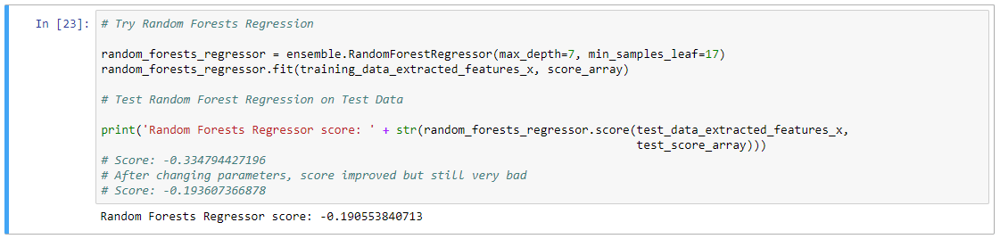 In [23]: # Try Random Forests Regression
random_forests_regressor = ensemble.RandomForestRegressor(max_depth=7, min_samples_leaf=17)
random_forests_regressor.fit(training_data_extracted_features_x, score_array)
# Test Random Forest Regression on Test Data
print('Random Forests Regressor score: ' + str(random_forests_regressor.score(test_data_extracted_features_x,
test_score_array)))
# Score: -0.334794427196
# After changing parameters, score improved but still very bad
# Score: -0.193607366878
Random Forests Regressor score: -0.190553840713